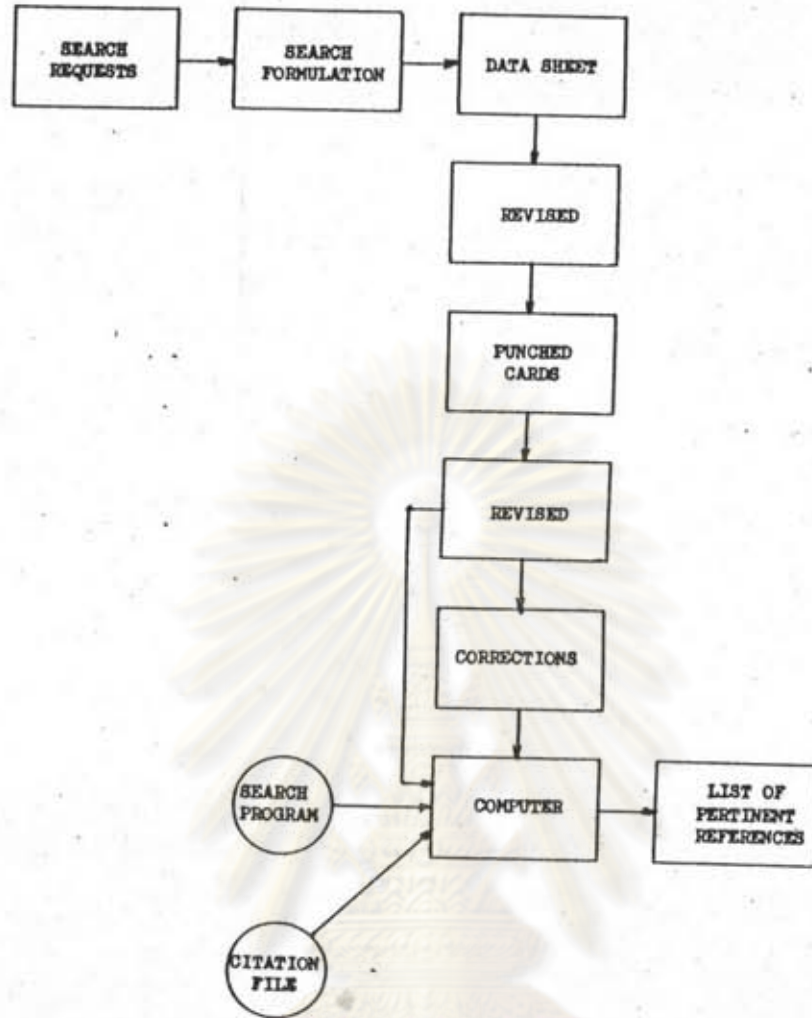 SEARCH
REQUESTS
SEARCH
FORMULATION
DATA SHEET
REVISED
PUNCHED
CARDS
REVISED
CORRECTIONS
SEARCH
PROGRAM
COMPUTER
LIST OF
PERTINENT
REFERENCES
CITATION
FILE